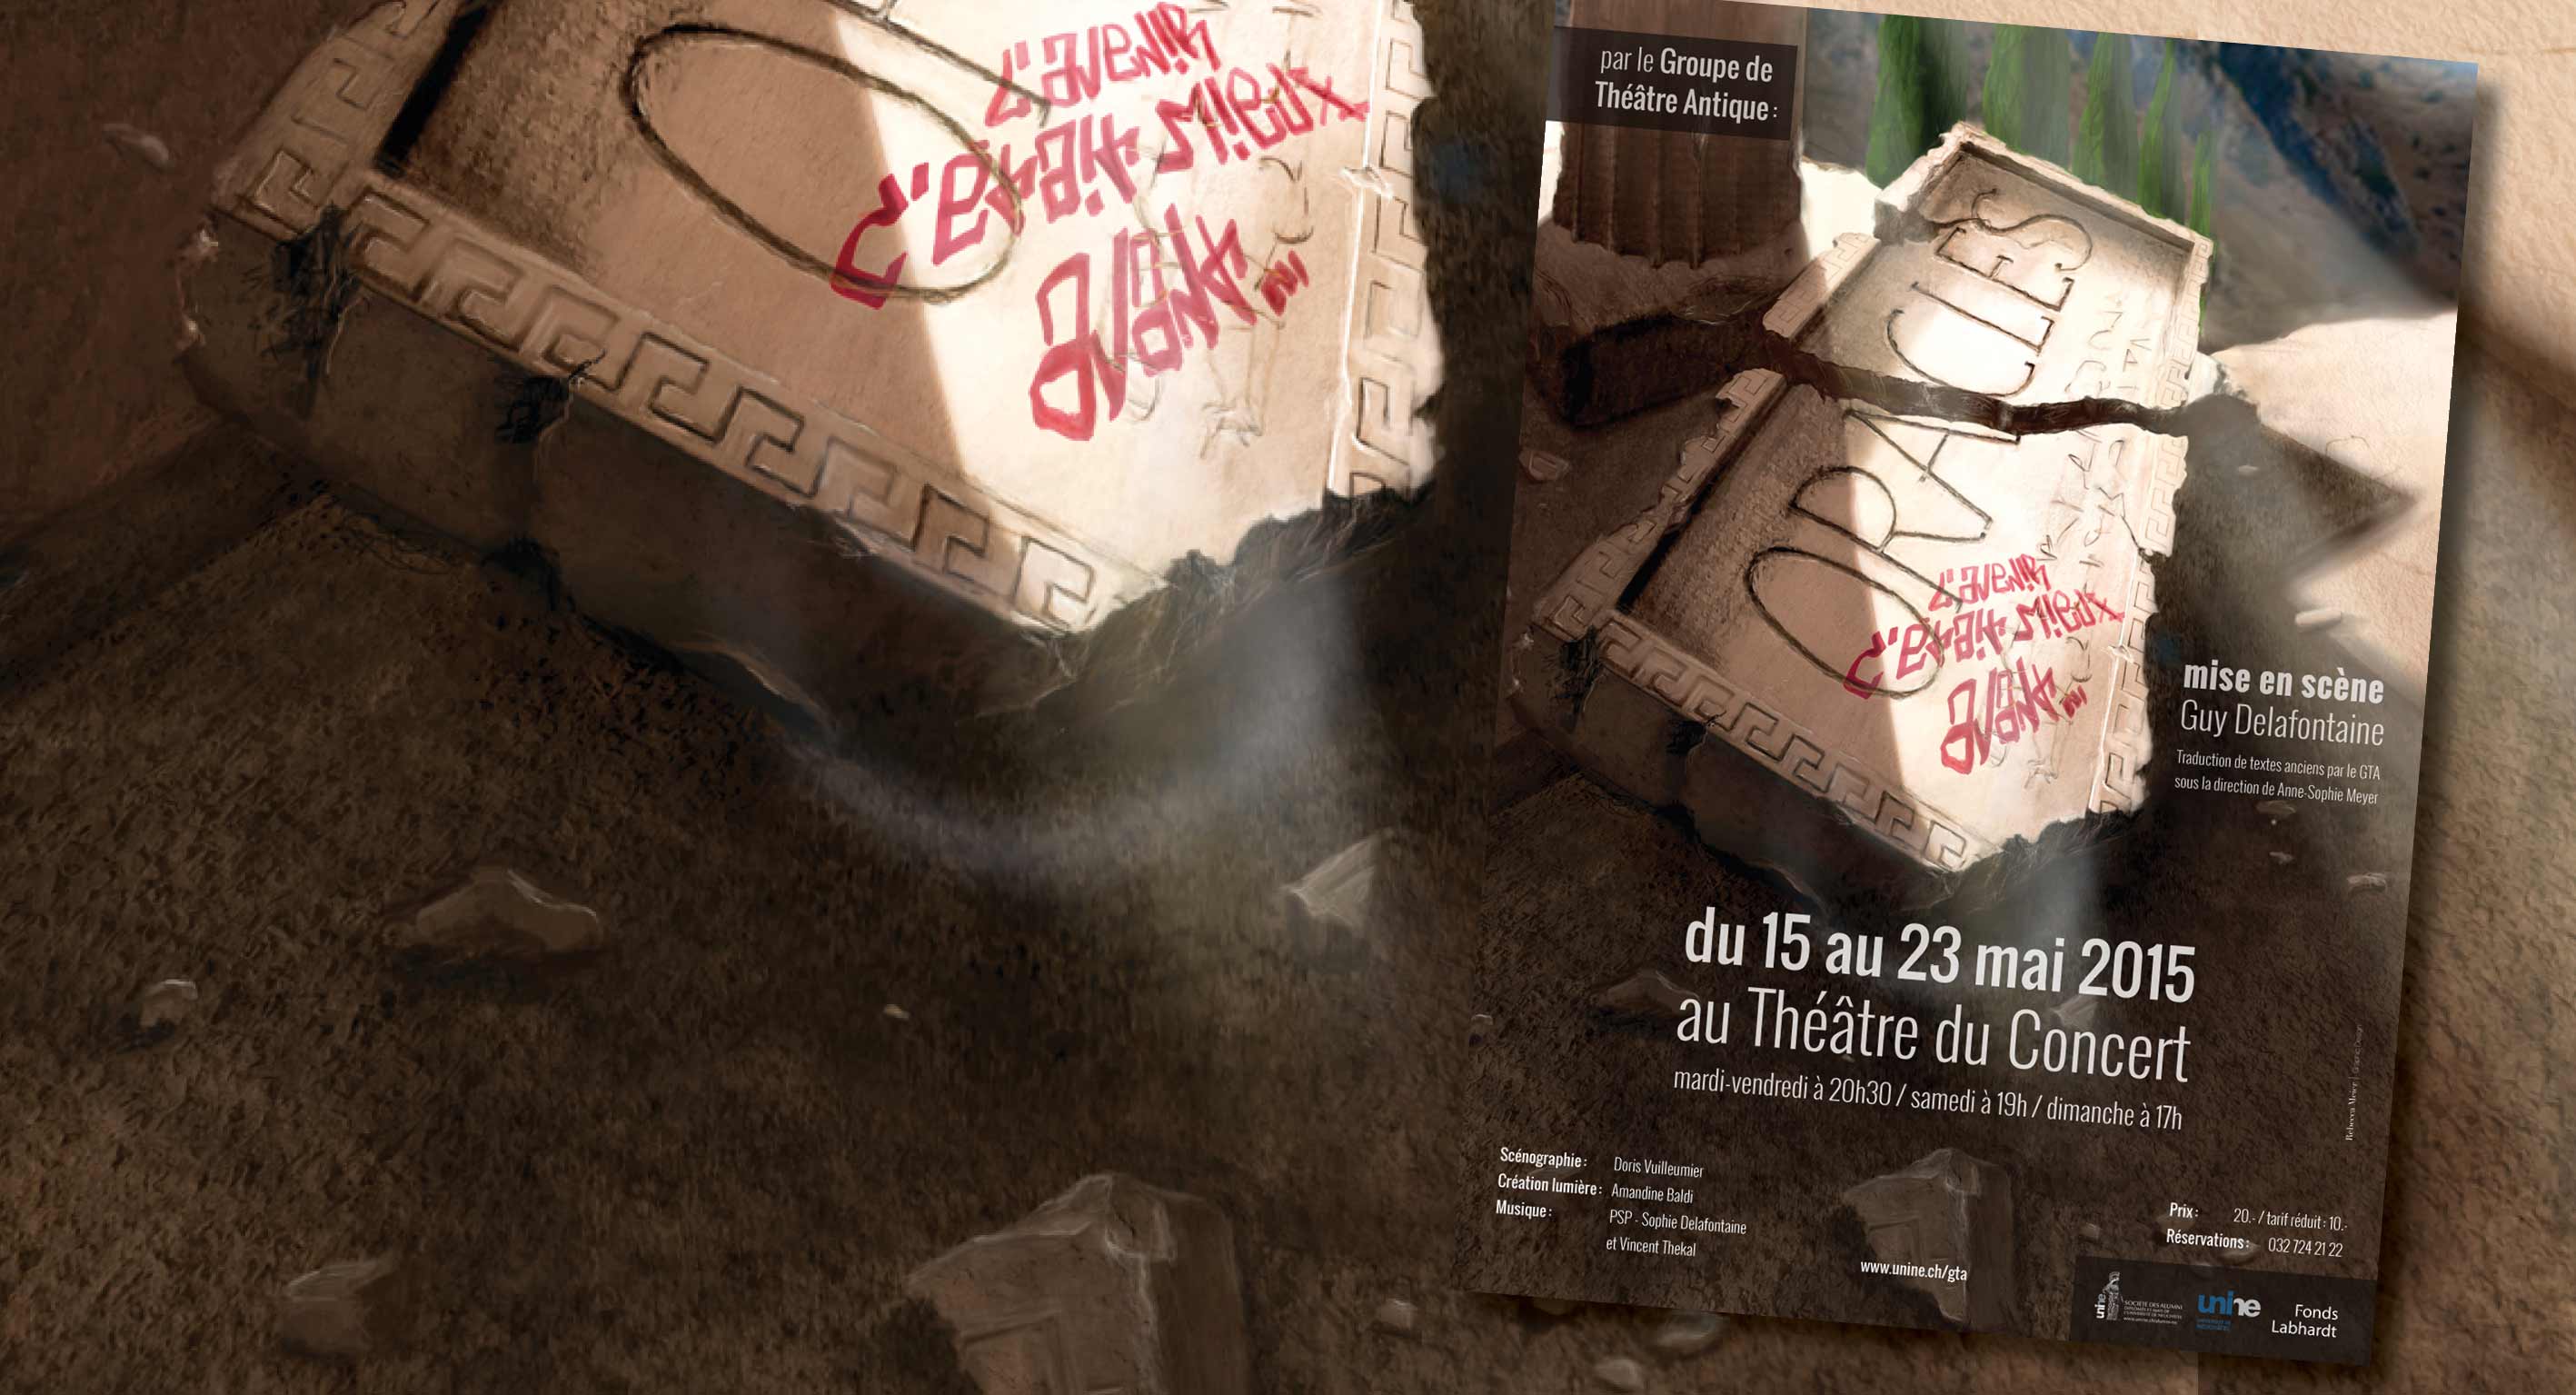 L'avenir
c'était mieux
avant
par le Groupe de
Théâtre Antique :
ORACLES
L'avenir
c'était mieux
avant
mise en scène
Guy Delafontaine
Traduction de textes anciens par le GTA
sous la direction de Anne-Sophie Meyer
du 15 au 23 mai 2015
au Théâtre du Concert
mardi-vendredi à 20h30 / samedi à 19h / dimanche à 17h
Scénographie : Doris Vuilleumier
Création lumière : Amandine Baldi
Musique : PSP - Sophie Delafontaine
et Vincent Thekal
Prix : 20.- / tarif réduit : 10.-
Réservations : 032 724 21 22
www.unine.ch/gta
unine
SOCIÉTÉ DES ALUMNI
unine
Fonds
Labhardt